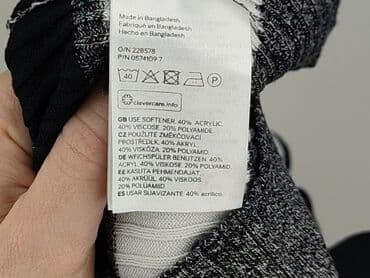 Made in Bangladesh
Fabriqué en Bangladesh
Hecho en Bangladesh
O/N 228578
P/N 0574109 7
40 P
clevercare.info
GB USE SOFTENER. 40% ACRYLIC.
40% VISCOSE. 20% POLYAMIDE.
CZ POUŽIJTE ZMĚKČOVACÍ
PROSTŘEDEK. 40% AKRYL.
40% VISKÓZA. 20% POLYAMID.
DE WEICHSPÜLER BENUTZEN. 40%
ACRYL. 40% VISKOSE. 20% POLYAMID.
EE KASUTA PEHMENDAJAT.
40% AKRÜÜL. 40% VISKOOS.
20% POLÜAMIID.
ES USAR SUAVIZANTE. 40% acrílico.